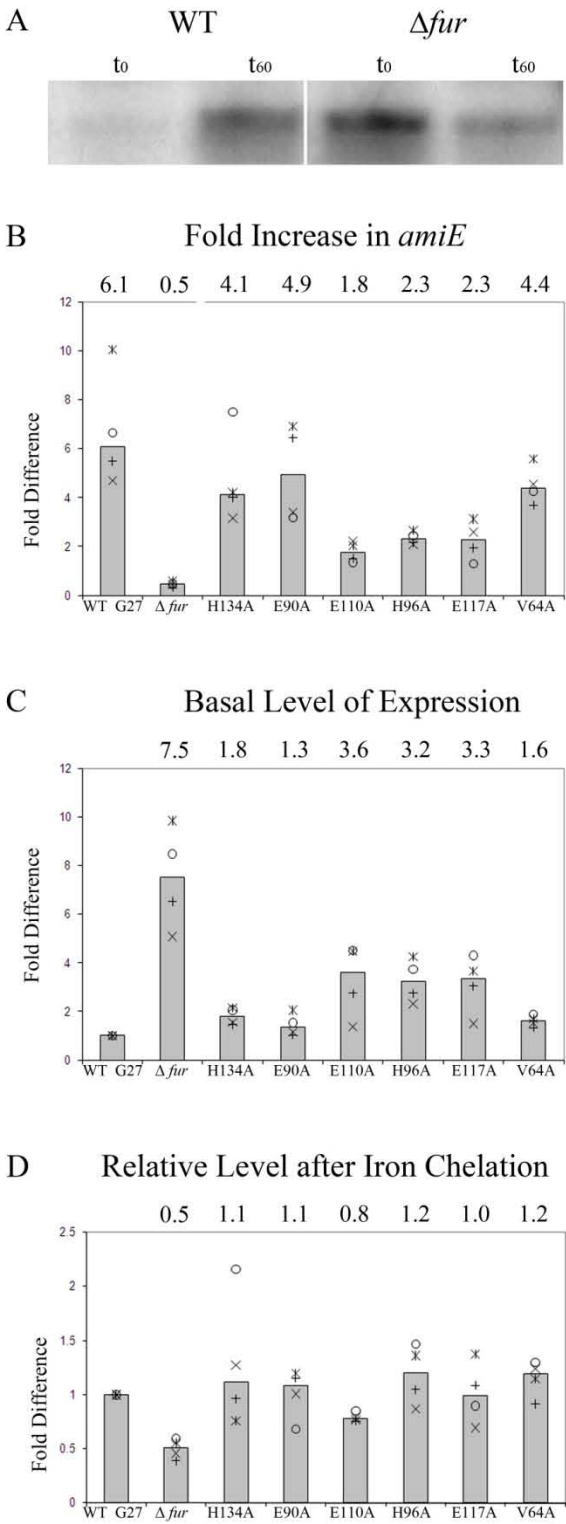 A WT Δfur
t0 t60 t0 t60
B Fold Increase in amiE
6.1 0.5 4.1 4.9 1.8 2.3 2.3 4.4
12
10
8
6
4
2
0
Fold Difference
WT G27 Δ fur H134A E90A E110A H96A E117A V64A
C Basal Level of Expression
7.5 1.8 1.3 3.6 3.2 3.3 1.6
12
10
8
6
4
2
0
Fold Difference
WT G27 Δ fur H134A E90A E110A H96A E117A V64A
D Relative Level after Iron Chelation
0.5 1.1 1.1 0.8 1.2 1.0 1.2
2.5
2
1.5
1
0.5
0
Fold Difference
WT G27 Δ fur H134A E90A E110A H96A E117A V64A